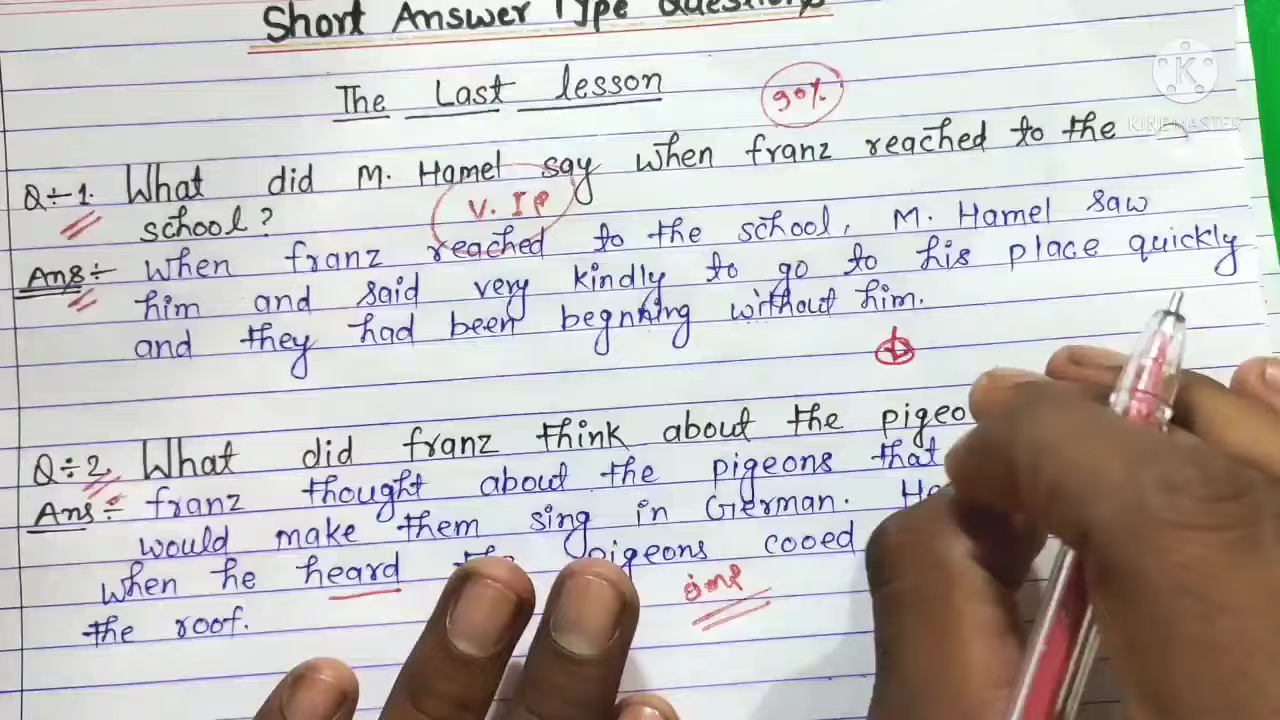 Short Answer Type Questions
The Last lesson
90%
KINEMASTER
Q÷1. What did M. Hamel say when franz reached to the
school?
V. IP
Ans÷ when franz reached to the school, M. Hamel saw
him and said very kindly to go to his place quickly
and they had been begnning without him.
Q÷2 What did franz think about the
Ans÷ franz thought about the pigeons that
would make them sing in German.
when he heard pigeons cooed
imp
the roof.